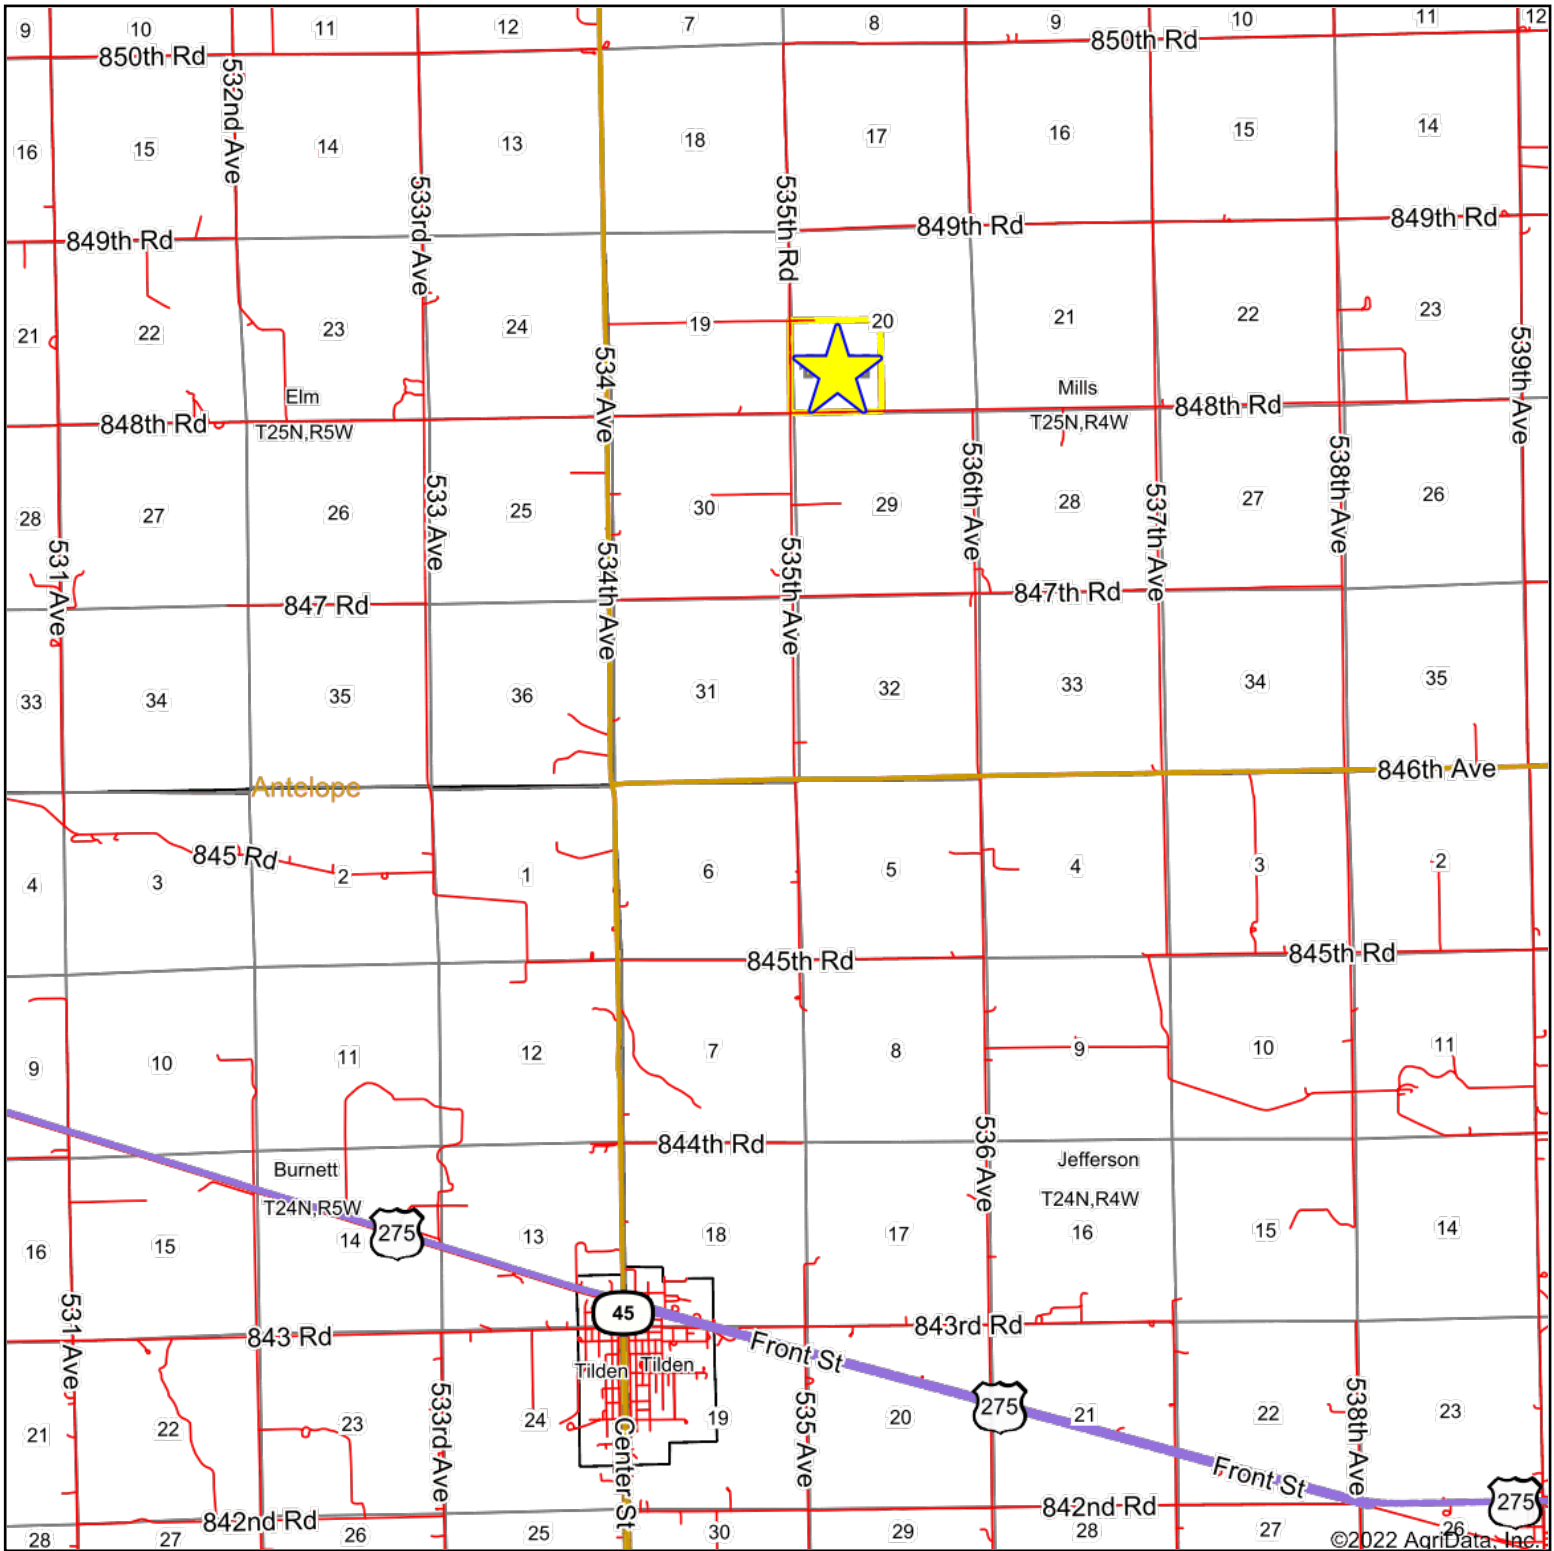 9
10
11
12
7
8
9
10
11
12
850th Rd
850th Rd
532nd Ave
16
15
14
13
18
17
16
15
14
533rd Ave
535th Rd
849th Rd
849th Rd
849th Rd
21
22
23
24
19
20
21
22
23
534 Ave
539th Ave
Elm
Mills
848th Rd
848th Rd
T25N,R5W
T25N,R4W
28
27
26
25
30
29
28
27
26
533 Ave
536th Ave
537th Ave
538th Ave
531 Ave
534th Ave
535th Ave
847 Rd
847th Rd
33
34
35
36
31
32
33
34
35
Antelope
846th Ave
845 Rd
4
3
2
1
6
5
4
3
2
845th Rd
845th Rd
9
10
11
12
7
8
9
10
11
844th Rd
536 Ave
Burnett
Jefferson
T24N,R5W
T24N,R4W
275
16
15
14
13
18
17
16
15
14
531 Ave
45
843 Rd
843rd Rd
Front St
Tilden
Tilden
533rd Ave
535 Ave
538th Ave
275
21
22
23
24
19
20
21
22
23
Center St
Front St
275
842nd Rd
842nd Rd
28
27
26
25
30
29
28
27
26
©2022 AgriData, Inc.